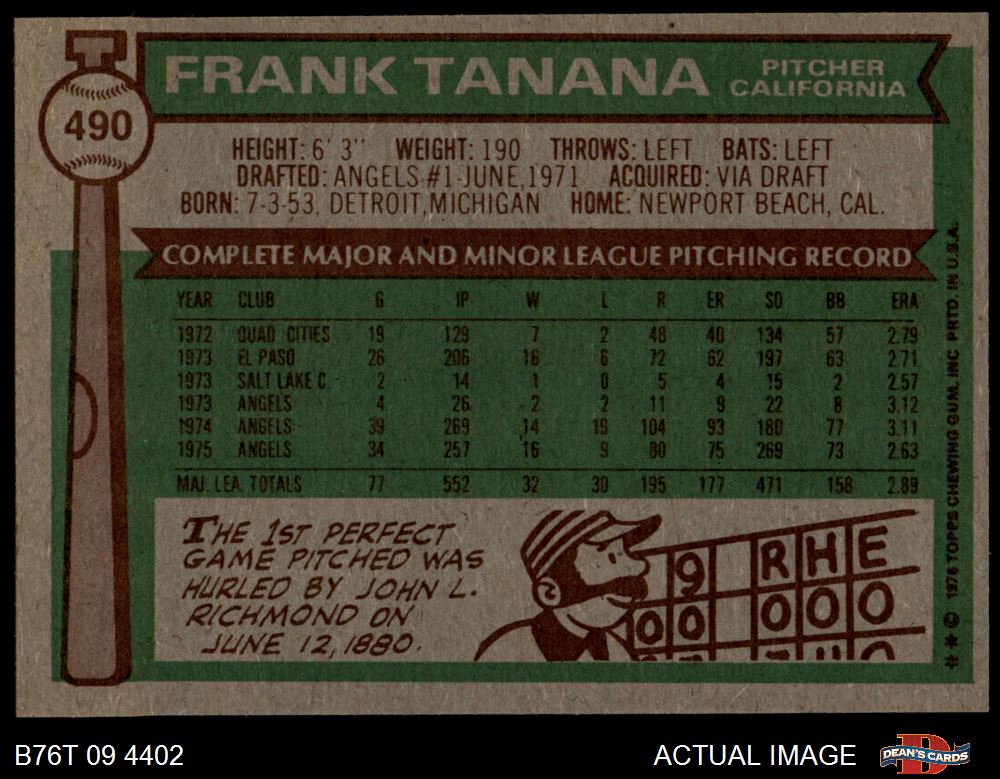 FRANK TANANA
PITCHER
CALIFORNIA
490
HEIGHT: 6' 3" WEIGHT: 190 THROWS: LEFT BATS: LEFT
DRAFTED: ANGELS #1-JUNE, 1971 ACQUIRED: VIA DRAFT
BORN: 7-3-53, DETROIT, MICHIGAN HOME: NEWPORT BEACH, CAL.
COMPLETE MAJOR AND MINOR LEAGUE PITCHING RECORD
YEAR CLUB G IP W L R ER SO BB ERA
1972 QUAD CITIES 19 129 7 2 48 40 134 57 2.79
1973 EL PASO 26 206 16 6 72 62 197 63 2.71
1973 SALT LAKE C. 2 14 1 0 5 4 15 2 2.57
1973 ANGELS 4 26 2 2 11 9 22 8 3.12
1974 ANGELS 39 269 14 19 104 93 180 77 3.11
1975 ANGELS 34 257 16 9 80 75 269 73 2.63
MAJ. LEA. TOTALS 77 552 32 30 195 177 471 158 2.89
THE 1ST PERFECT
GAME PITCHED WAS
HURLED BY JOHN L.
RICHMOND ON
JUNE 12, 1880.
9 R H E
0 0 0 0 0
** © 1976 TOPPS CHEWING GUM, INC PRTD. IN U.S.A.
B76T 09 4402
ACTUAL IMAGE
DEAN'S CARDS